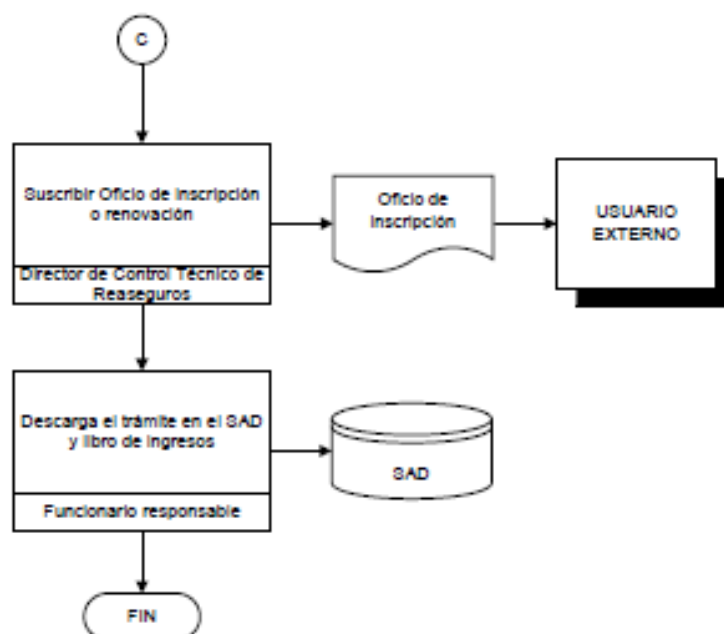 C
Suscribir Oficio de inscripción
o renovación
Director de Control Técnico de
Reaseguros
Oficio de
inscripción
USUARIO
EXTERNO
Descarga el trámite en el SAD
y libro de ingresos
Funcionario responsable
SAD
FIN